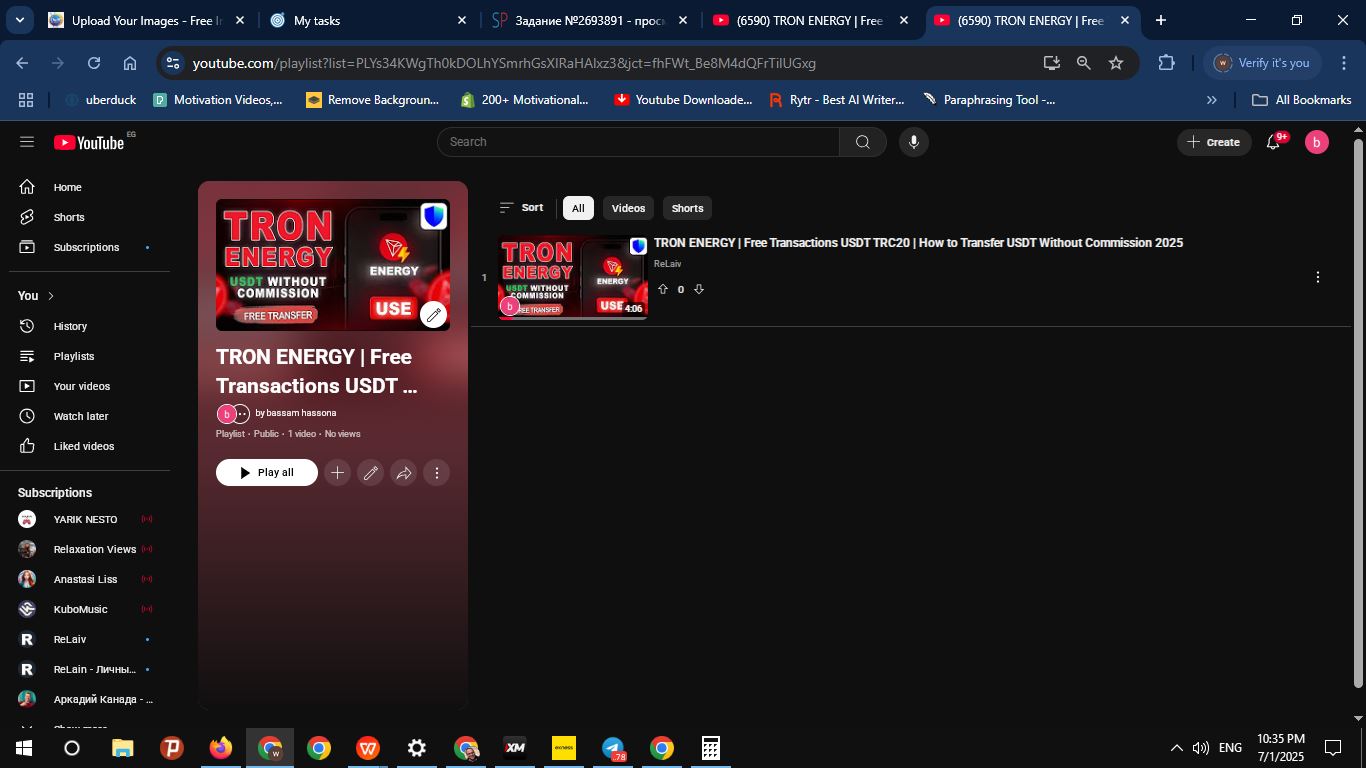 Upload Your Images - Free Ir
My tasks
Задание №2693891 - прос
(6590) TRON ENERGY | Free
(6590) TRON ENERGY | Free
youtube.com/playlist?list=PLYs34KWgTh0kDOLhYSmrhGsXIRaHAlxz3&jct=fhFWt_Be8M4dQFrTilUGxg
Verify it's you
uberduck
Motivation Videos,...
Remove Backgroun...
200+ Motivational...
Youtube Downloade...
Rytr - Best AI Writer...
Paraphrasing Tool -...
All Bookmarks
YouTube EG
Search
Create
9+
b
Home
Shorts
Subscriptions
You
History
Playlists
Your videos
Watch later
Liked videos
Subscriptions
YARIK NESTO
Relaxation Views
Anastasi Liss
KuboMusic
R ReLaiv
R ReLain - Личны...
Аркадий Канада - ...
TRON
ENERGY
USDT WITHOUT
COMMISSION
FREE TRANSFER
ENERGY
USE
TRON ENERGY | Free
Transactions USDT ...
b
by bassam hassona
Playlist • Public • 1 video • No views
Play all
Sort
All
Videos
Shorts
1
TRON
ENERGY
USDT WITHOUT
COMMISSION
FREE TRANSFER
ENERGY
USE
b
4:06
TRON ENERGY | Free Transactions USDT TRC20 | How to Transfer USDT Without Commission 2025
ReLaiv
0
XM
exness
78
ENG
10:35 PM
7/1/2025